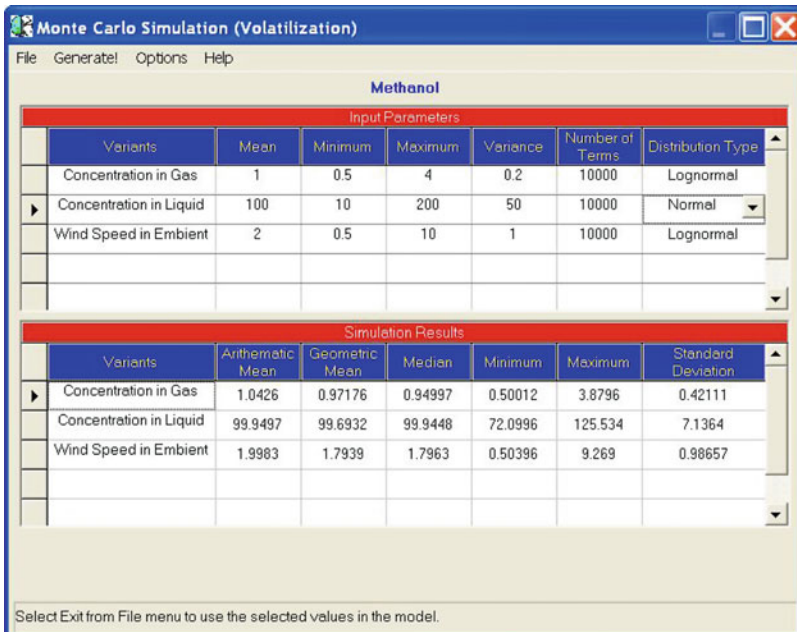 Monte Carlo Simulation (Volatilization)
File Generate! Options Help
Methanol
Input Parameters
Variants Mean Minimum Maximum Variance Number of Terms Distribution Type
Concentration in Gas 1 0.5 4 0.2 10000 Lognormal
Concentration in Liquid 100 10 200 50 10000 Normal
Wind Speed in Embient 2 0.5 10 1 10000 Lognormal
Simulation Results
Variants Arithematic Mean Geometric Mean Median Minimum Maximum Standard Deviation
Concentration in Gas 1.0426 0.97176 0.94997 0.50012 3.8796 0.42111
Concentration in Liquid 99.9497 99.6932 99.9448 72.0996 125.534 7.1364
Wind Speed in Embient 1.9983 1.7939 1.7963 0.50396 9.269 0.98657
Select Exit from File menu to use the selected values in the model.